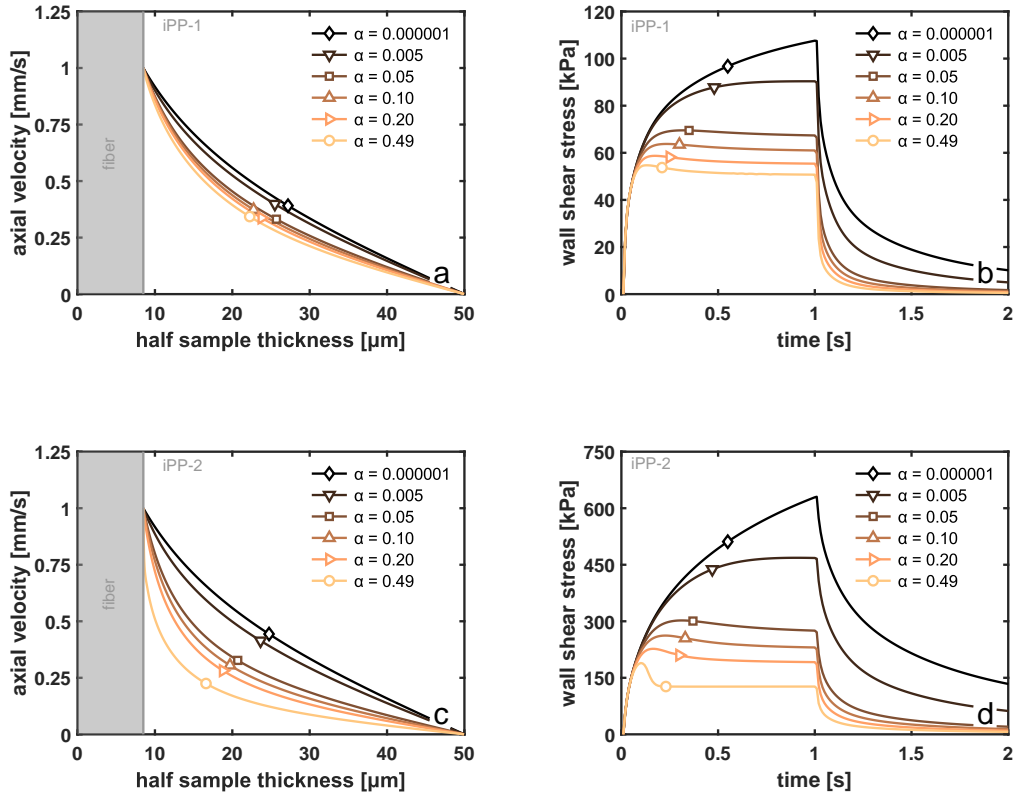 1.25
1
0.75
0.5
0.25
0
axial velocity [mm/s]
iPP-1
fiber
α = 0.000001
α = 0.005
α = 0.05
α = 0.10
α = 0.20
α = 0.49
a
0 10 20 30 40 50
half sample thickness [µm]
120
100
80
60
40
20
0
wall shear stress [kPa]
iPP-1
α = 0.000001
α = 0.005
α = 0.05
α = 0.10
α = 0.20
α = 0.49
b
0 0.5 1 1.5 2
time [s]
1.25
1
0.75
0.5
0.25
0
axial velocity [mm/s]
iPP-2
fiber
α = 0.000001
α = 0.005
α = 0.05
α = 0.10
α = 0.20
α = 0.49
c
0 10 20 30 40 50
half sample thickness [µm]
750
600
450
300
150
0
wall shear stress [kPa]
iPP-2
α = 0.000001
α = 0.005
α = 0.05
α = 0.10
α = 0.20
α = 0.49
d
0 0.5 1 1.5 2
time [s]